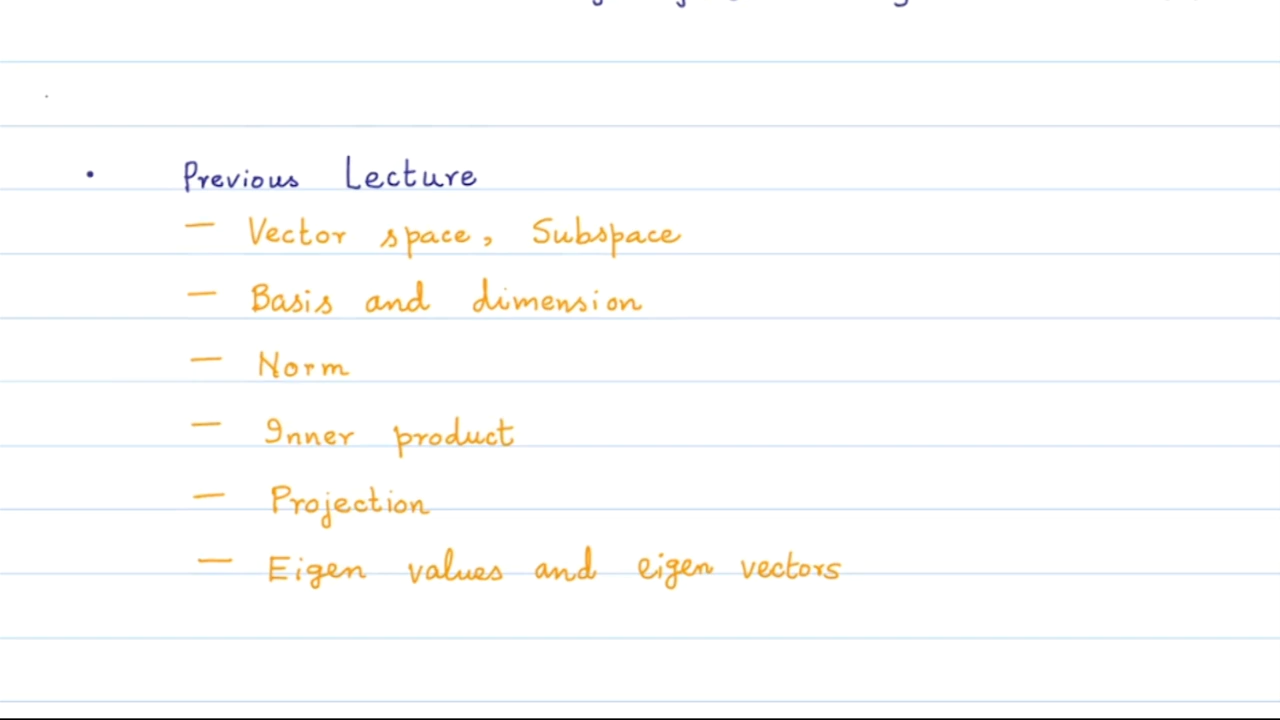 • Previous Lecture
— Vector space, Subspace
— Basis and dimension
— Norm
— Inner product
— Projection
— Eigen values and eigen vectors